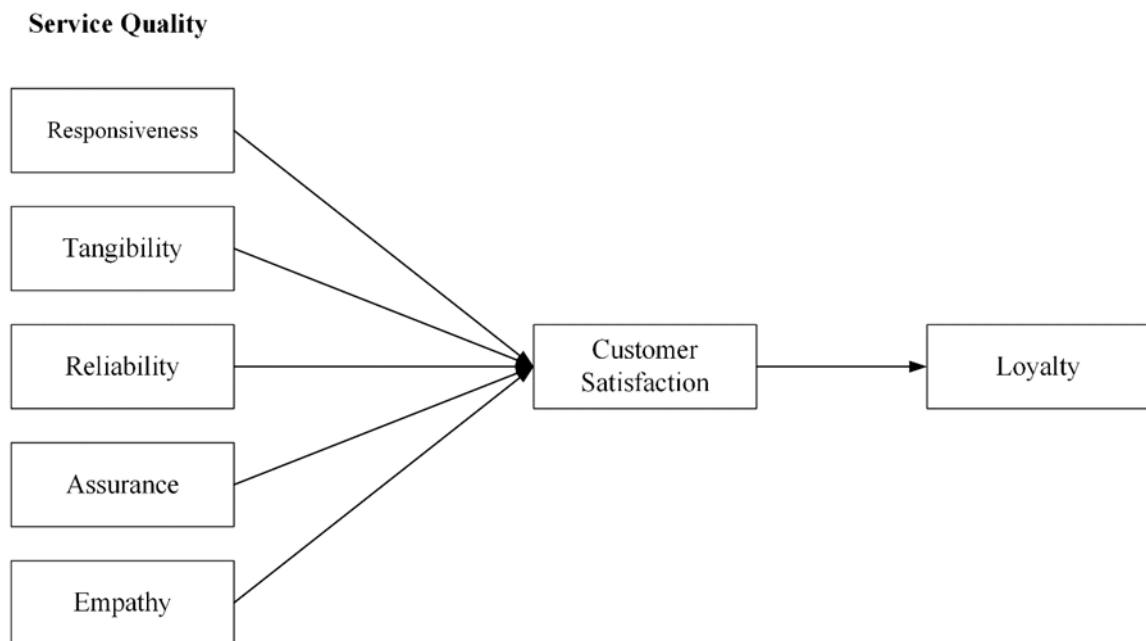 Service Quality
Responsiveness
Tangibility
Reliability
Assurance
Empathy
Customer
Satisfaction
Loyalty